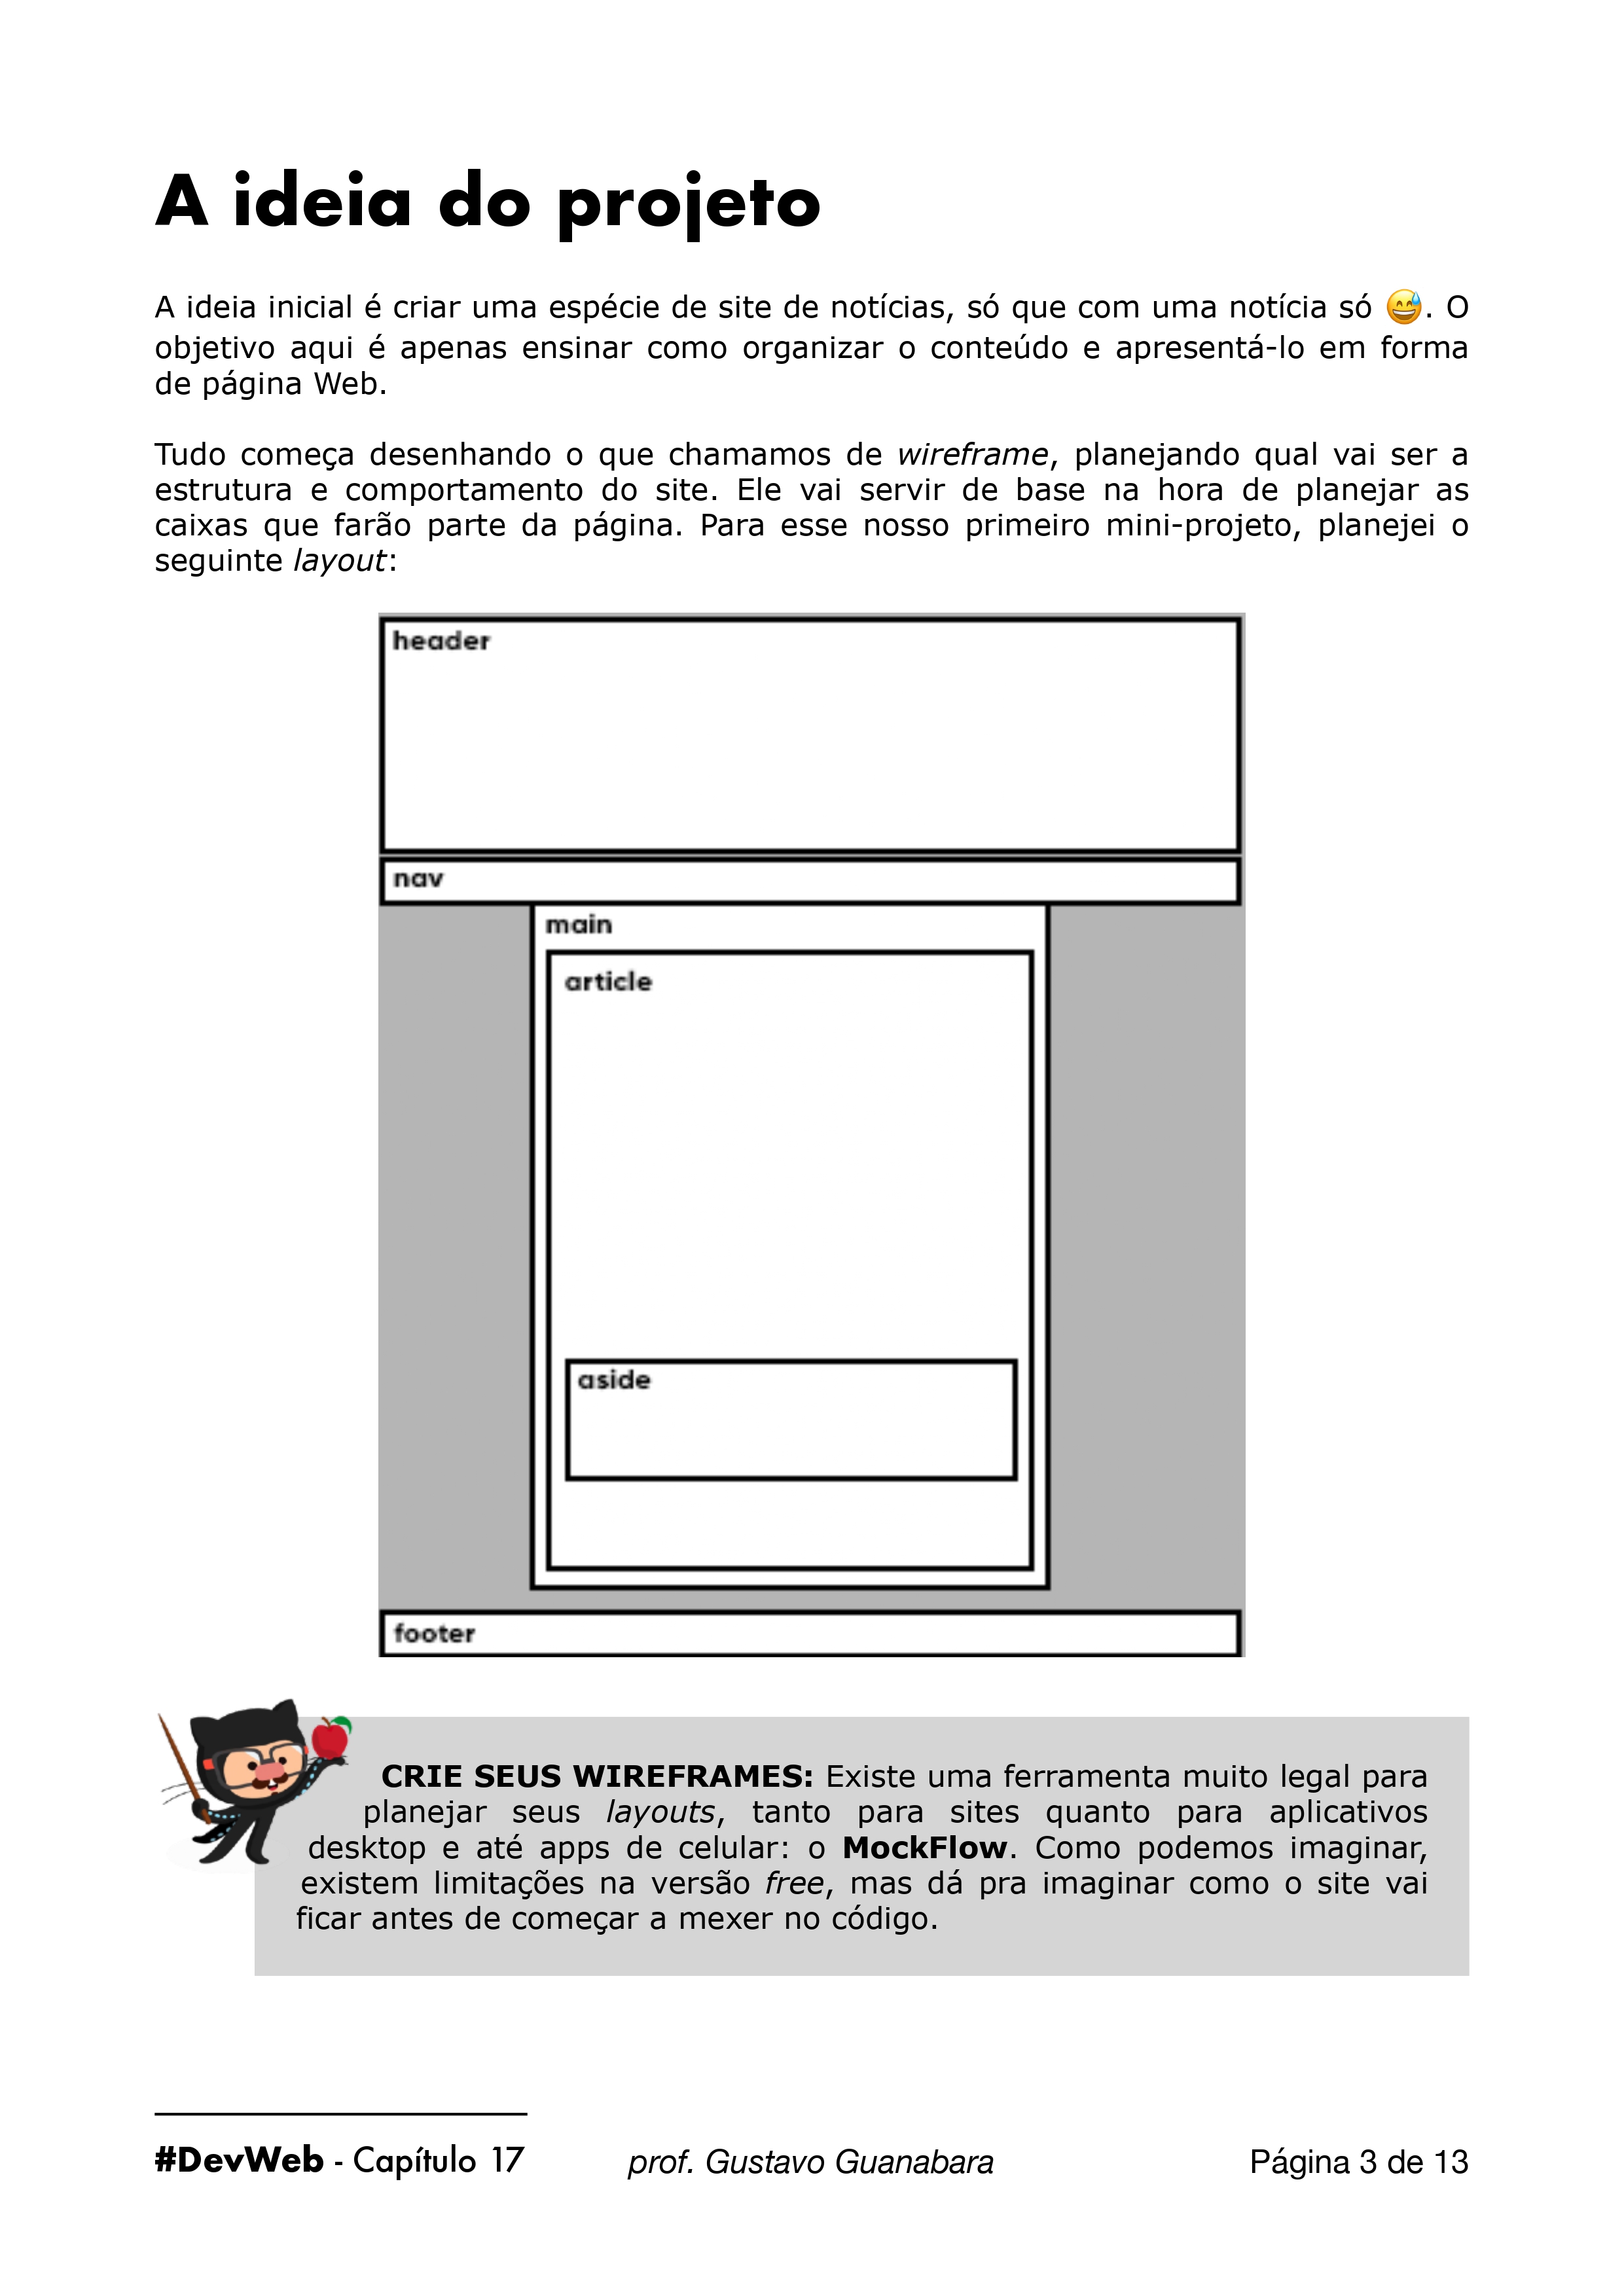 A ideia do projeto
A ideia inicial é criar uma espécie de site de notícias, só que com uma notícia só 😅. O
objetivo aqui é apenas ensinar como organizar o conteúdo e apresentá-lo em forma
de página Web.
Tudo começa desenhando o que chamamos de wireframe, planejando qual vai ser a
estrutura e comportamento do site. Ele vai servir de base na hora de planejar as
caixas que farão parte da página. Para esse nosso primeiro mini-projeto, planejei o
seguinte layout:
header
nav
main
article
aside
footer
CRIE SEUS WIREFRAMES: Existe uma ferramenta muito legal para
planejar seus layouts, tanto para sites quanto para aplicativos
desktop e até apps de celular: o MockFlow. Como podemos imaginar,
existem limitações na versão free, mas dá pra imaginar como o site vai
ficar antes de começar a mexer no código.
#DevWeb - Capítulo 17 prof. Gustavo Guanabara Página 3 de 13